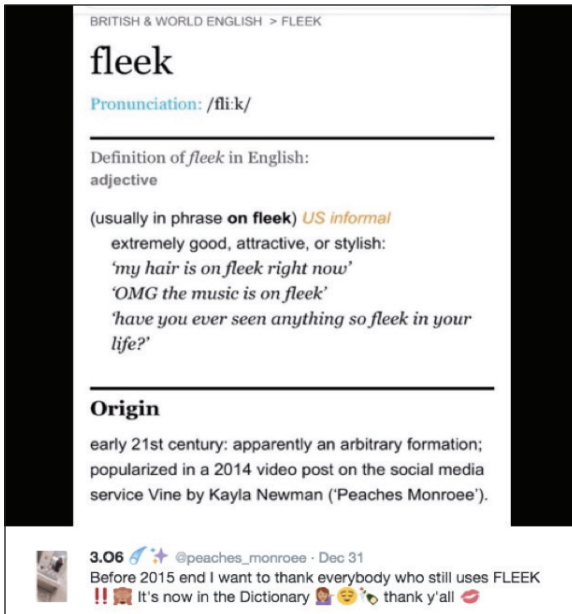 BRITISH & WORLD ENGLISH > FLEEK
fleek
Pronunciation: /fliːk/
Definition of fleek in English:
adjective
(usually in phrase on fleek) US informal
extremely good, attractive, or stylish:
‘my hair is on fleek right now’
‘OMG the music is on fleek’
‘have you ever seen anything so fleek in your
life?’
Origin
early 21st century: apparently an arbitrary formation;
popularized in a 2014 video post on the social media
service Vine by Kayla Newman (‘Peaches Monroee’).
3.O6 ☄️✨ @peaches_monroee · Dec 31
Before 2015 end I want to thank everybody who still uses FLEEK
‼️🙈 It's now in the Dictionary 💁🏽😌🍾 thank y'all 💋